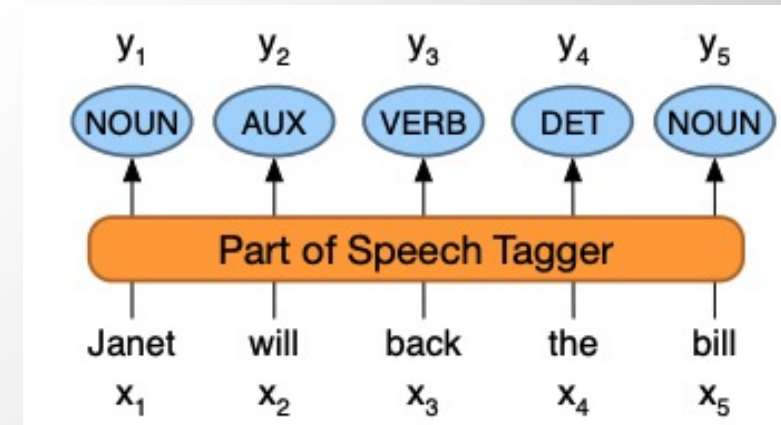 y₁ y₂ y₃ y₄ y₅
NOUN AUX VERB DET NOUN
Part of Speech Tagger
Janet will back the bill
x₁ x₂ x₃ x₄ x₅